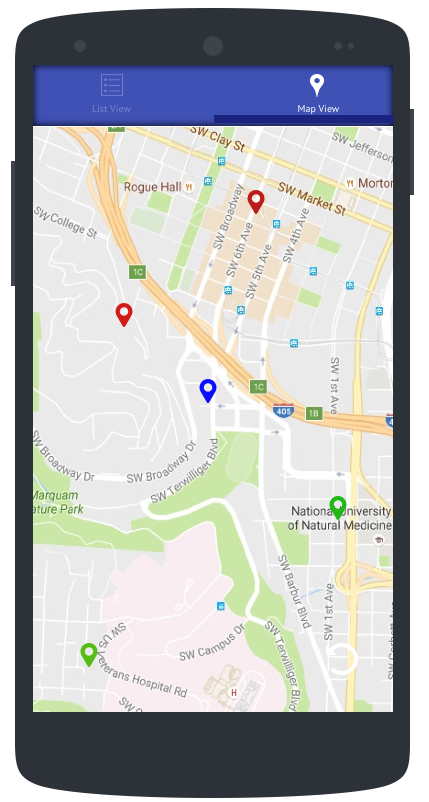 List View
Map View
SW Clay St
SW Jefferson
Rogue Hall
SW Market St
Morton
SW College St
SW Broadway
SW 6th Ave
SW 5th Ave
SW 4th Ave
1C
SW 1st Ave
1C
405
1B
4
SW Broadway Dr
SW Broadway Dr
SW Terwilliger Blvd
Marquam
ature Park
National University
of Natural Medicine
SW Barbur Blvd
SW 1st Ave
SW US
Veterans Hospital Rd
SW Campus Dr
SW Terwilliger Blvd
H